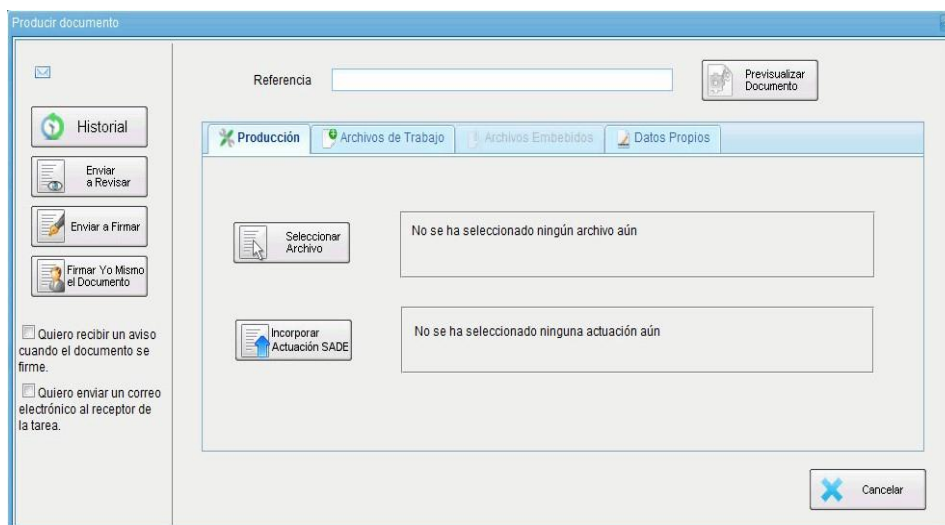 Producir documento
Referencia
Previsualizar
Documento
Historial
Enviar
a Revisar
Enviar a Firmar
Firmar Yo Mismo
el Documento
Quiero recibir un aviso
cuando el documento se
firme.
Quiero enviar un correo
electrónico al receptor de
la tarea.
Producción
Archivos de Trabajo
Archivos Embebidos
Datos Propios
Seleccionar
Archivo
No se ha seleccionado ningún archivo aún
Incorporar
Actuación SADE
No se ha seleccionado ninguna actuación aún
Cancelar